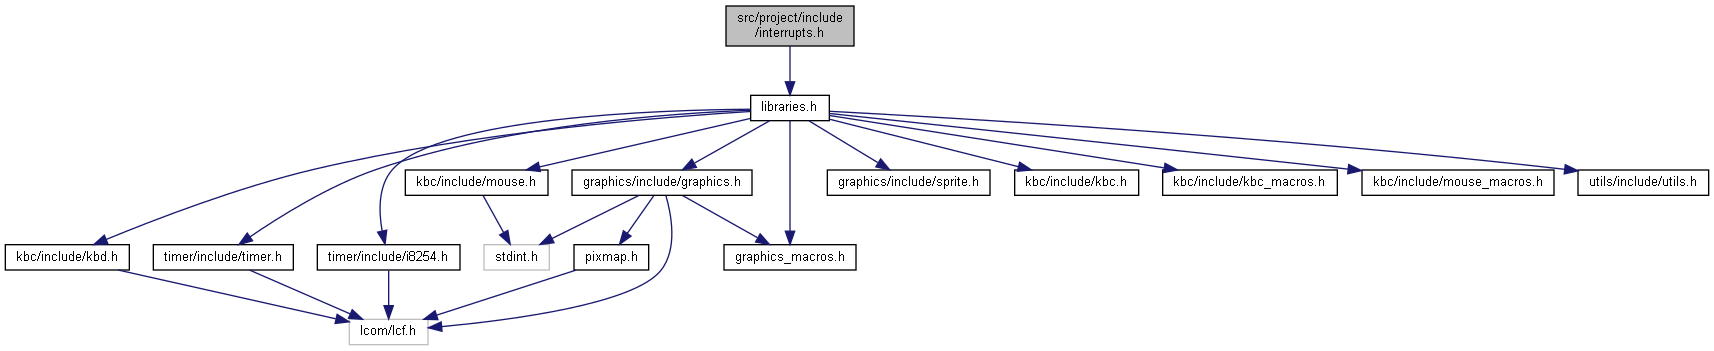 src/project/include
/interrupts.h
libraries.h
kbc/include/mouse.h
graphics/include/graphics.h
graphics/include/sprite.h
kbc/include/kbc.h
kbc/include/kbc_macros.h
kbc/include/mouse_macros.h
utils/include/utils.h
kbc/include/kbd.h
timer/include/timer.h
timer/include/i8254.h
stdint.h
pixmap.h
graphics_macros.h
lcom/lcf.h